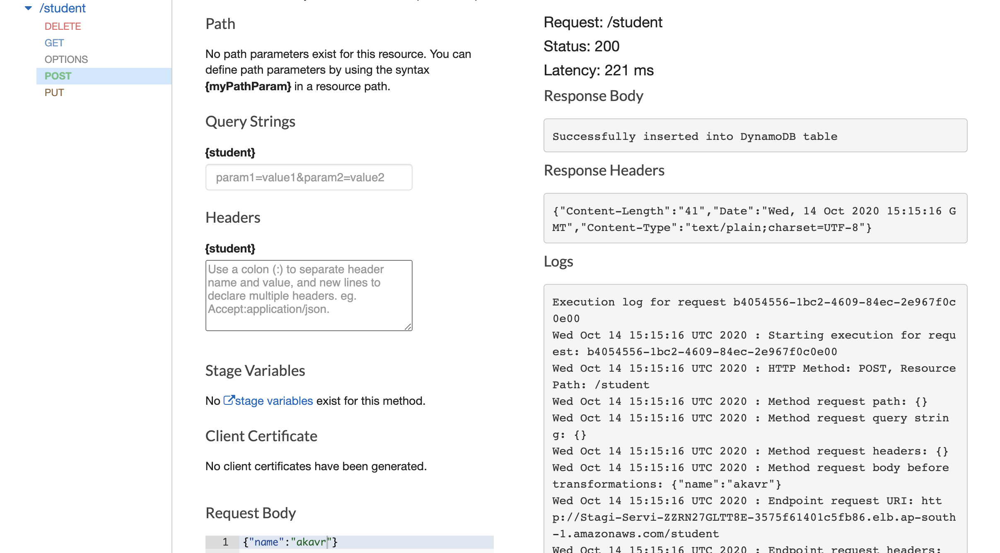 /student
DELETE
GET
OPTIONS
POST
PUT
Path
No path parameters exist for this resource. You can
define path parameters by using the syntax
{myPathParam} in a resource path.
Query Strings
{student}
param1=value1&param2=value2
Headers
{student}
Use a colon (:) to separate header
name and value, and new lines to
declare multiple headers. eg.
Accept:application/json.
Stage Variables
No stage variables exist for this method.
Client Certificate
No client certificates have been generated.
Request Body
1 {"name":"akavr"}
Request: /student
Status: 200
Latency: 221 ms
Response Body
Successfully inserted into DynamoDB table
Response Headers
{"Content-Length":"41","Date":"Wed, 14 Oct 2020 15:15:16 G
MT","Content-Type":"text/plain;charset=UTF-8"}
Logs
Execution log for request b4054556-1bc2-4609-84ec-2e967f0c
0e00
Wed Oct 14 15:15:16 UTC 2020 : Starting execution for requ
est: b4054556-1bc2-4609-84ec-2e967f0c0e00
Wed Oct 14 15:15:16 UTC 2020 : HTTP Method: POST, Resource
Path: /student
Wed Oct 14 15:15:16 UTC 2020 : Method request path: {}
Wed Oct 14 15:15:16 UTC 2020 : Method request query strin
g: {}
Wed Oct 14 15:15:16 UTC 2020 : Method request headers: {}
Wed Oct 14 15:15:16 UTC 2020 : Method request body before
transformations: {"name":"akavr"}
Wed Oct 14 15:15:16 UTC 2020 : Endpoint request URI: htt
p://Stagi-Servi-ZZRN27GLTT8E-3575f61401c5fb86.elb.ap-south
-1.amazonaws.com/student
Wed Oct 14 15:15:16 UTC 2020 : Endpoint request headers: